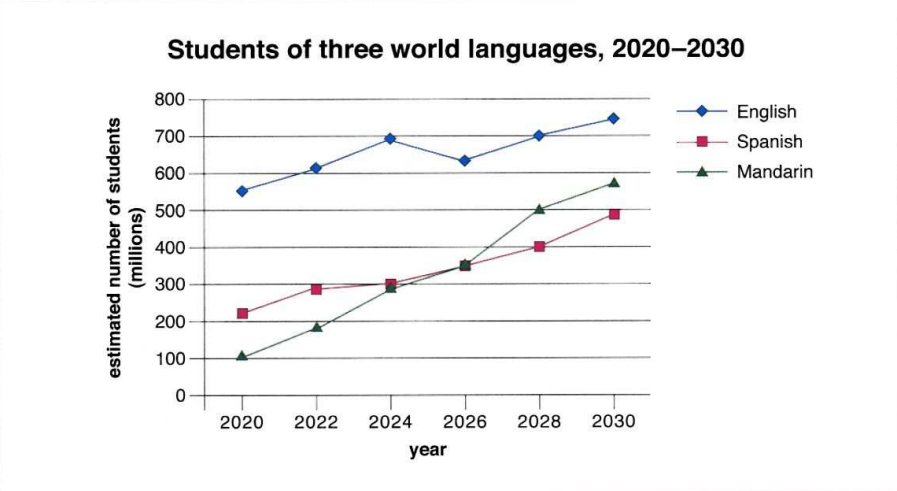 Students of three world languages, 2020–2030
estimated number of students
(millions)
800
700
600
500
400
300
200
100
0
2020 2022 2024 2026 2028 2030
year
English
Spanish
Mandarin